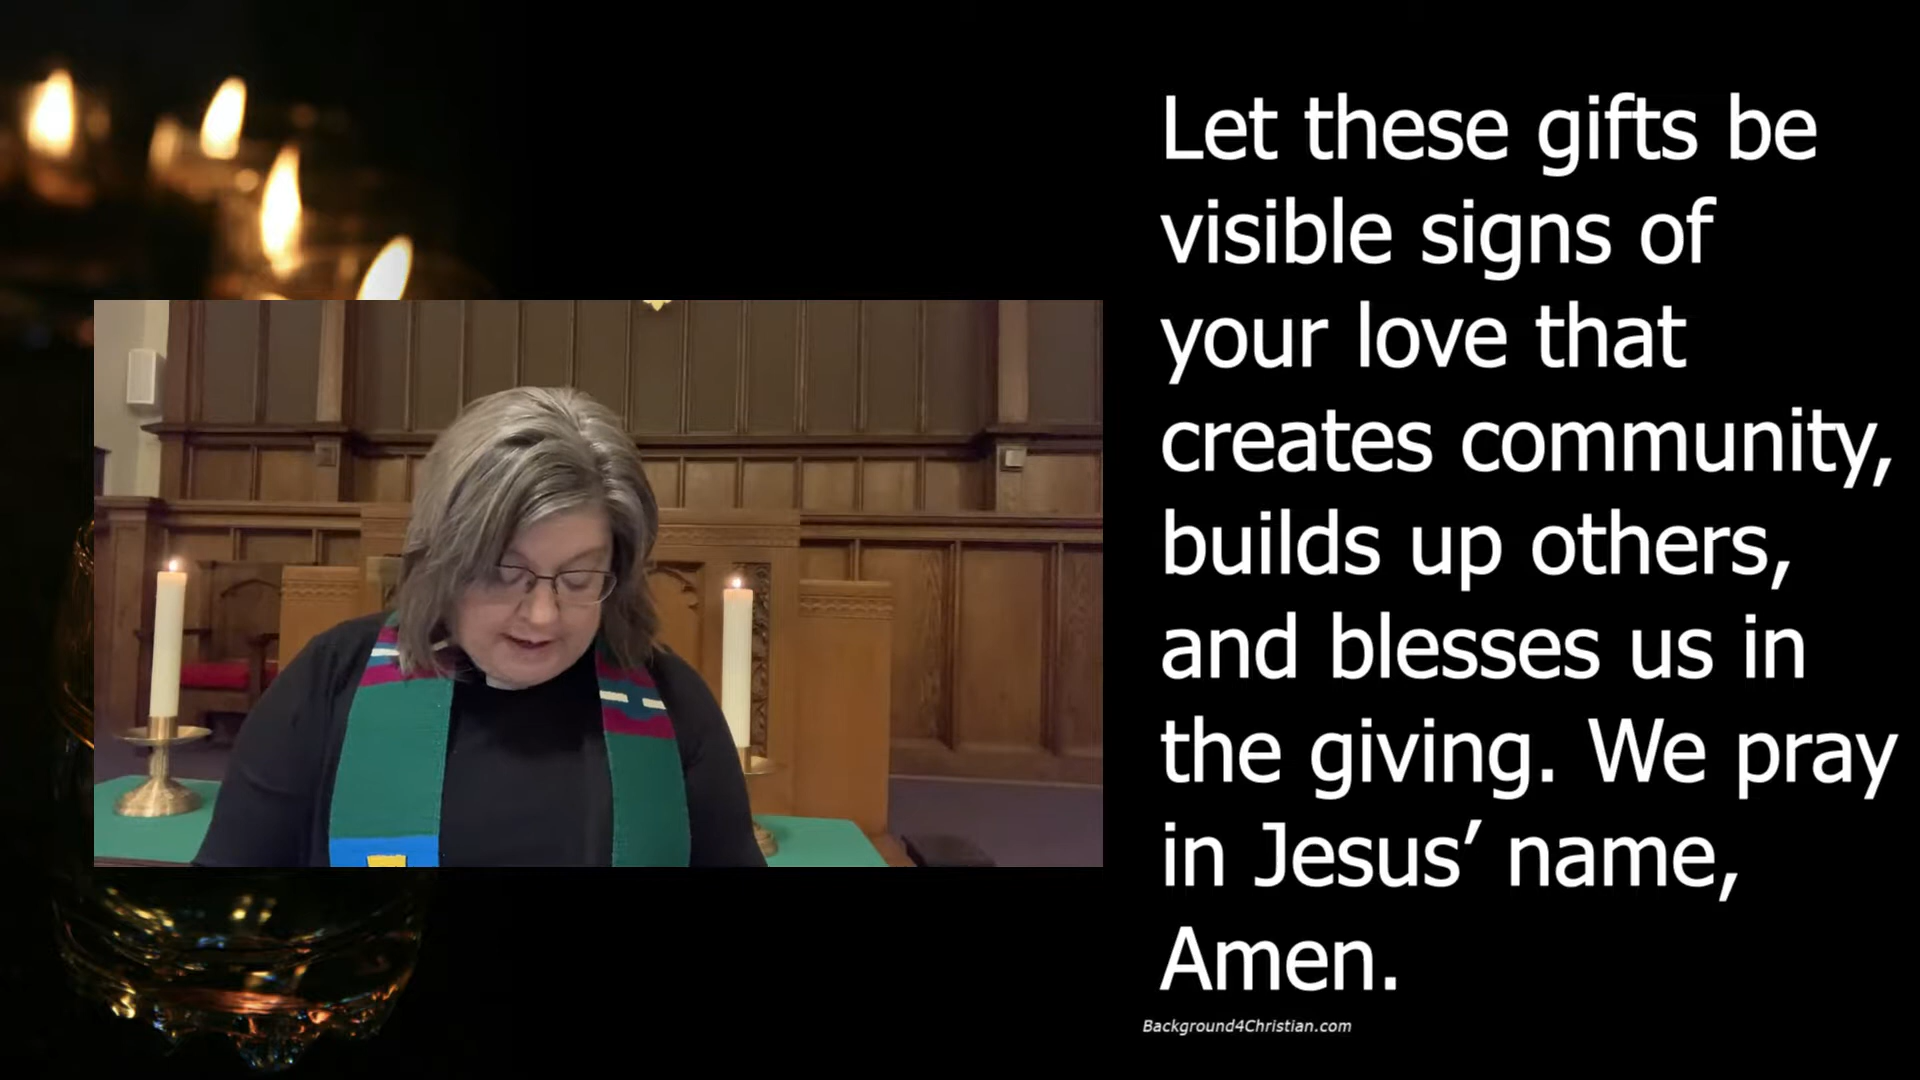 Let these gifts be
visible signs of
your love that
creates community,
builds up others,
and blesses us in
the giving. We pray
in Jesus’ name,
Amen.
Background4Christian.com